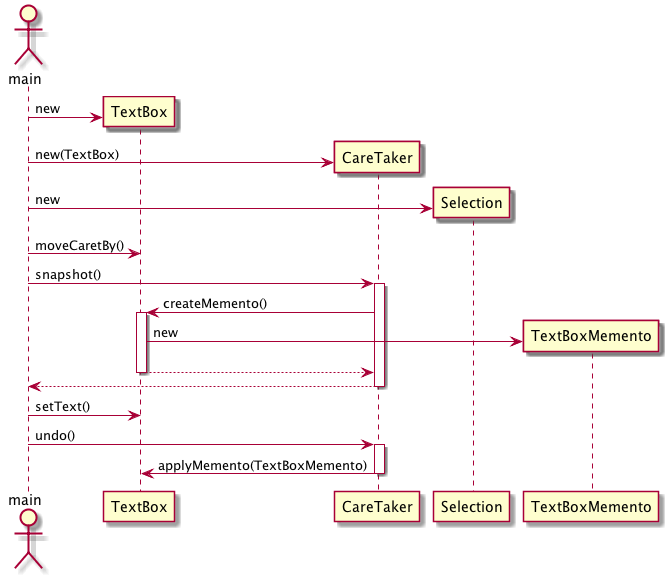 main
new
TextBox
new(TextBox)
CareTaker
new
Selection
moveCaretBy()
snapshot()
createMemento()
new
TextBoxMemento
setText()
undo()
applyMemento(TextBoxMemento)
main
TextBox
CareTaker
Selection
TextBoxMemento